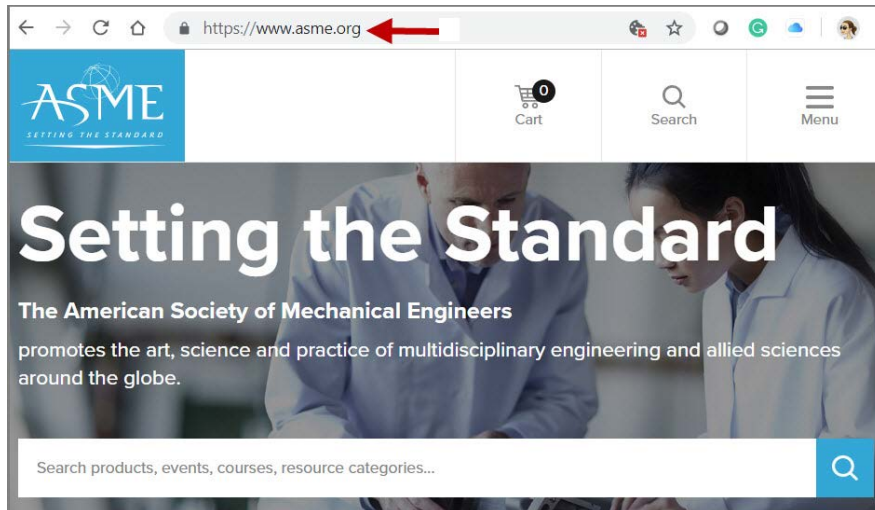 https://www.asme.org
ASME
SETTING THE STANDARD
0
Cart
Search
Menu
Setting the Standard
The American Society of Mechanical Engineers
promotes the art, science and practice of multidisciplinary engineering and allied sciences
around the globe.
Search products, events, courses, resource categories...